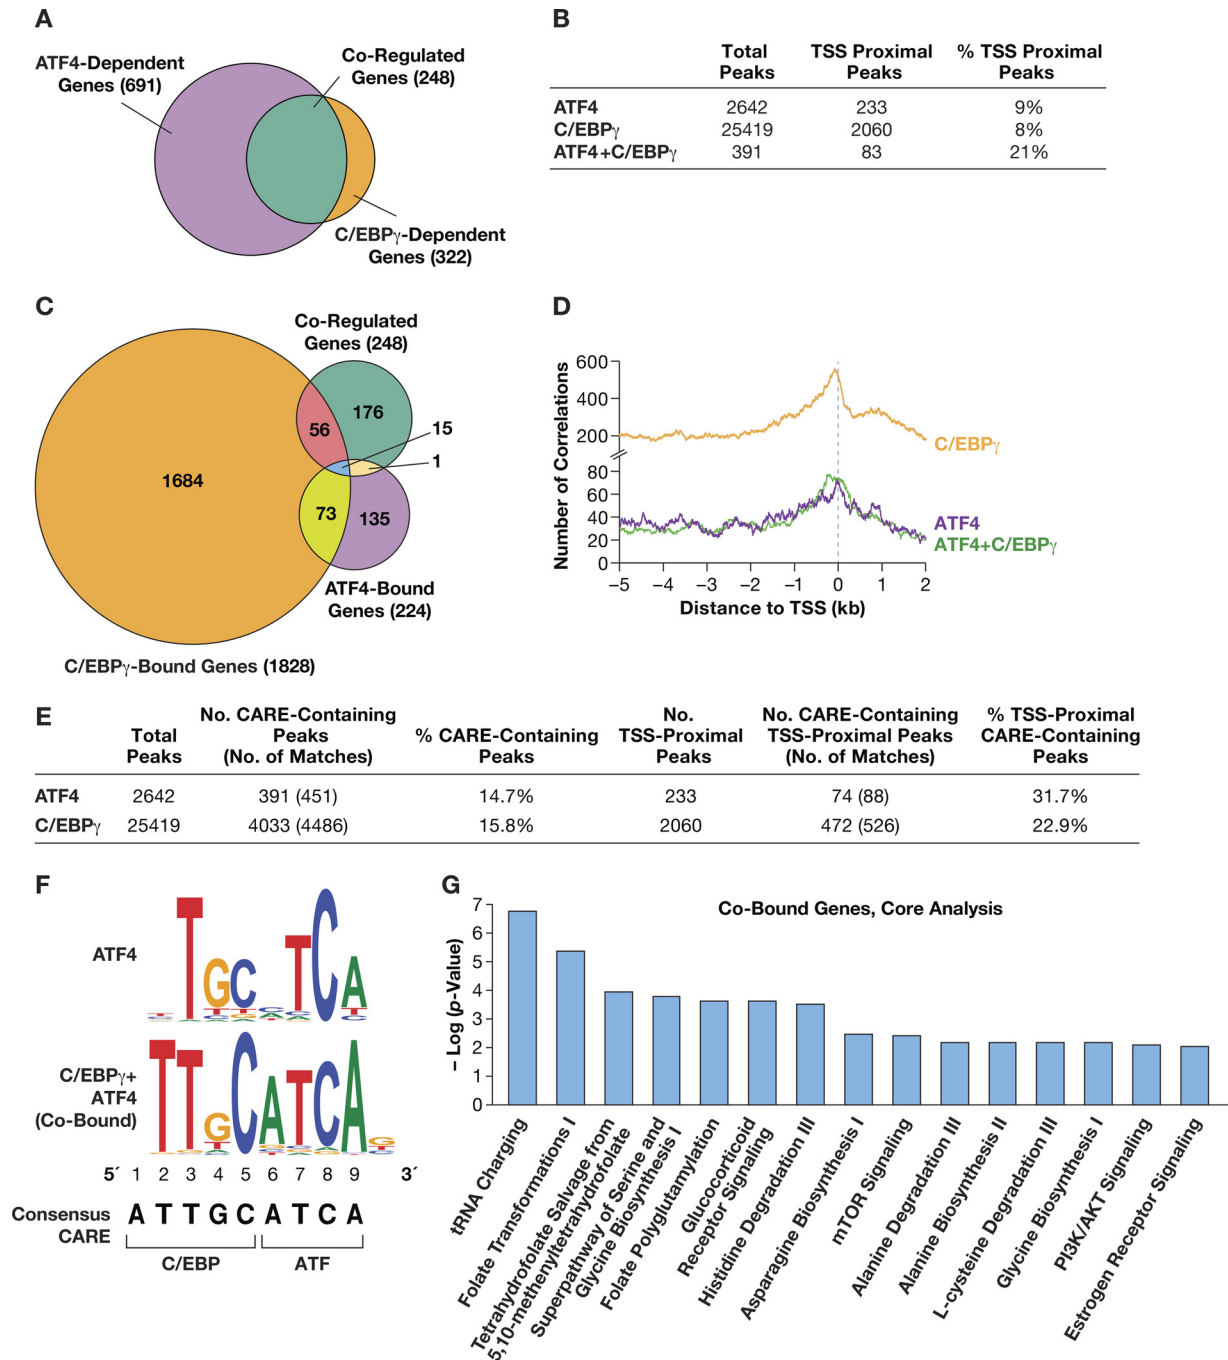 A
ATF4-Dependent
Genes (691)
Co-Regulated
Genes (248)
C/EBPγ-Dependent
Genes (322)
B
Total
Peaks
TSS Proximal
Peaks
% TSS Proximal
Peaks
ATF4 2642 233 9%
C/EBPγ 25419 2060 8%
ATF4+C/EBPγ 391 83 21%
C
Co-Regulated
Genes (248)
176
56
15
1
1684
73
135
ATF4-Bound
Genes (224)
C/EBPγ-Bound Genes (1828)
D
Number of Correlations
600
400
200
80
60
40
20
0
C/EBPγ
ATF4
ATF4+C/EBPγ
−5 −4 −3 −2 −1 0 1 2
Distance to TSS (kb)
E
Total
Peaks
No. CARE-Containing
Peaks
(No. of Matches)
% CARE-Containing
Peaks
No.
TSS-Proximal
Peaks
No. CARE-Containing
TSS-Proximal Peaks
(No. of Matches)
% TSS-Proximal
CARE-Containing
Peaks
ATF4 2642 391 (451) 14.7% 233 74 (88) 31.7%
C/EBPγ 25419 4033 (4486) 15.8% 2060 472 (526) 22.9%
F
ATF4
TGC TCA
C/EBPγ+
ATF4
(Co-Bound)
TTGCATCAG
5´ 1 2 3 4 5 6 7 8 9 3´
Consensus
CARE
A T T G C A T C A
C/EBP ATF
G
Co-Bound Genes, Core Analysis
− Log (p-Value)
7
6
5
4
3
2
1
0
tRNA Charging
Folate Transformations I
Tetrahydrofolate Salvage from
5,10-methenyltetrahydrofolate
Superpathway of Serine and
Glycine Biosynthesis I
Folate Polyglutamylation
Glucocorticoid
Receptor Signaling
Histidine Degradation III
Asparagine Biosynthesis I
mTOR Signaling
Alanine Degradation III
Alanine Biosynthesis II
L-cysteine Degradation III
Glycine Biosynthesis I
PI3K/AKT Signaling
Estrogen Receptor Signaling